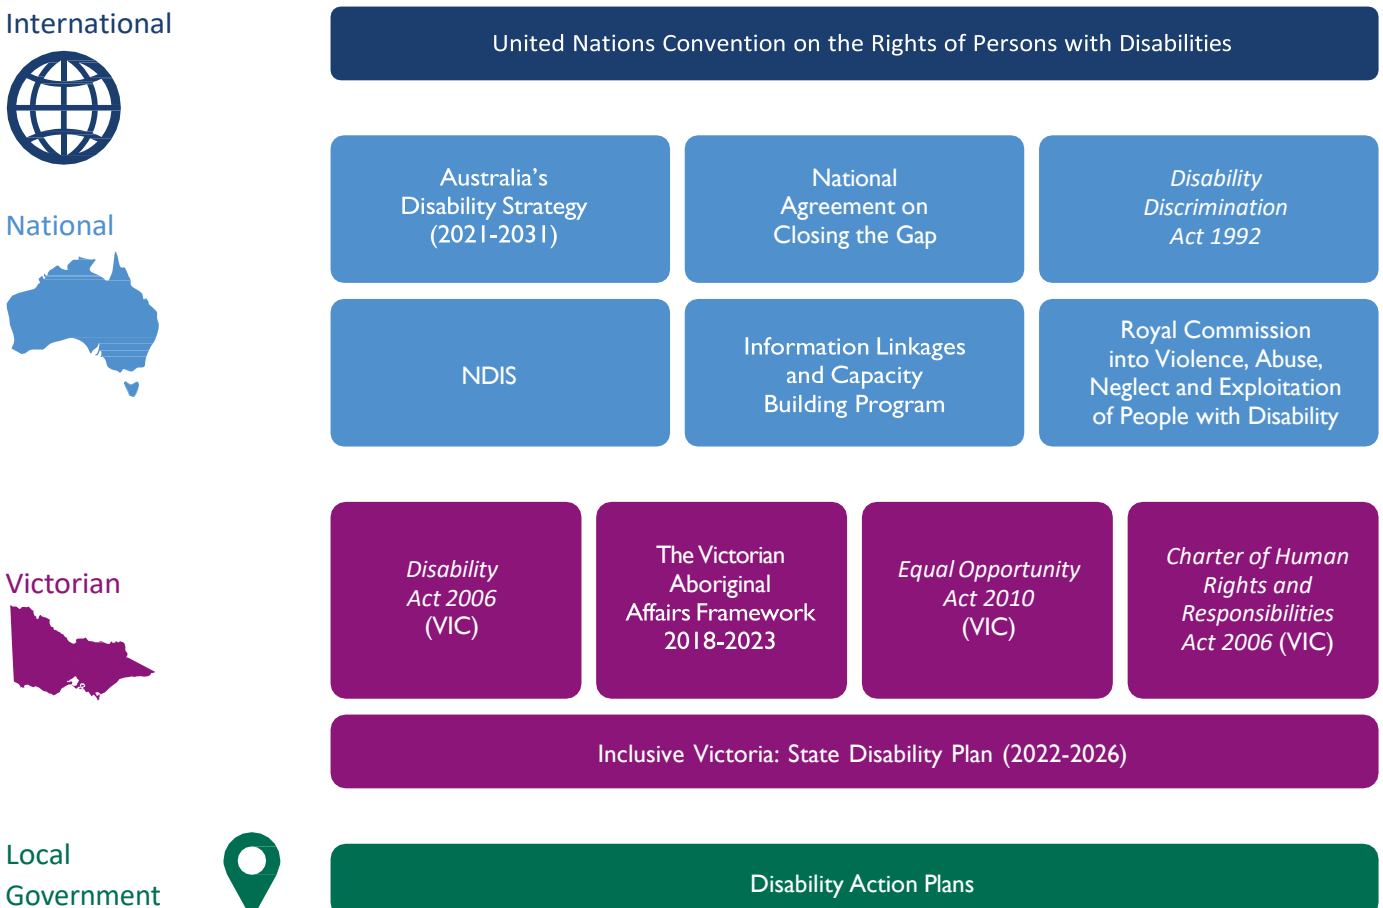 International
United Nations Convention on the Rights of Persons with Disabilities
National
Australia’s
Disability Strategy
(2021-2031)
National
Agreement on
Closing the Gap
Disability
Discrimination
Act 1992
NDIS
Information Linkages
and Capacity
Building Program
Royal Commission
into Violence, Abuse,
Neglect and Exploitation
of People with Disability
Victorian
Disability
Act 2006
(VIC)
The Victorian
Aboriginal
Affairs Framework
2018-2023
Equal Opportunity
Act 2010
(VIC)
Charter of Human
Rights and
Responsibilities
Act 2006 (VIC)
Inclusive Victoria: State Disability Plan (2022-2026)
Local
Government
Disability Action Plans